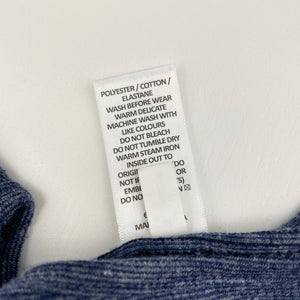 POLYESTER / COTTON /
ELASTANE
WASH BEFORE WEAR
WARM DELICATE
MACHINE WASH WITH
LIKE COLOURS
DO NOT BLEACH
DO NOT TUMBLE DRY
WARM STEAM IRON
INSIDE OUT TO